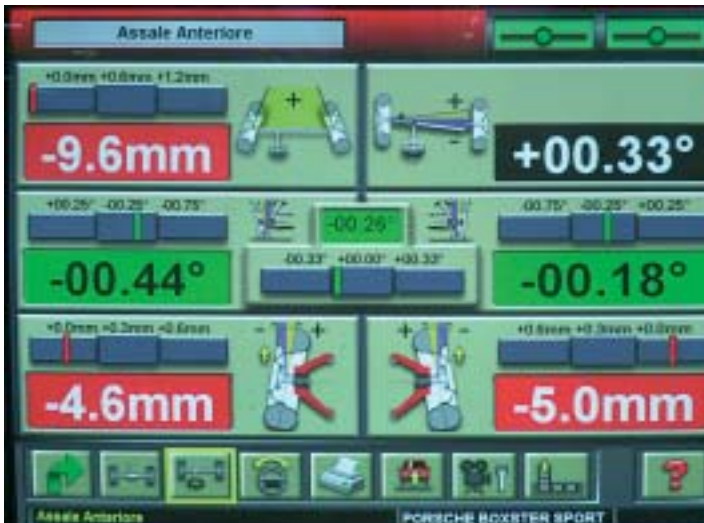 Assale Anteriore
+0.0mm +0.6mm +1.2mm
+
-9.6mm
+
-
+00.33°
+00.25° -00.25° -00.75°
-00.26°
-00.75° -00.25° +00.25°
-00.44°
-00.33° +00.00° +00.33°
-00.18°
+0.0mm +0.3mm +0.6mm
- +
+ -
+0.6mm +0.3mm +0.0mm
-4.6mm
-5.0mm
?
Assale Anteriore
PORSCHE BOXSTER SPORT